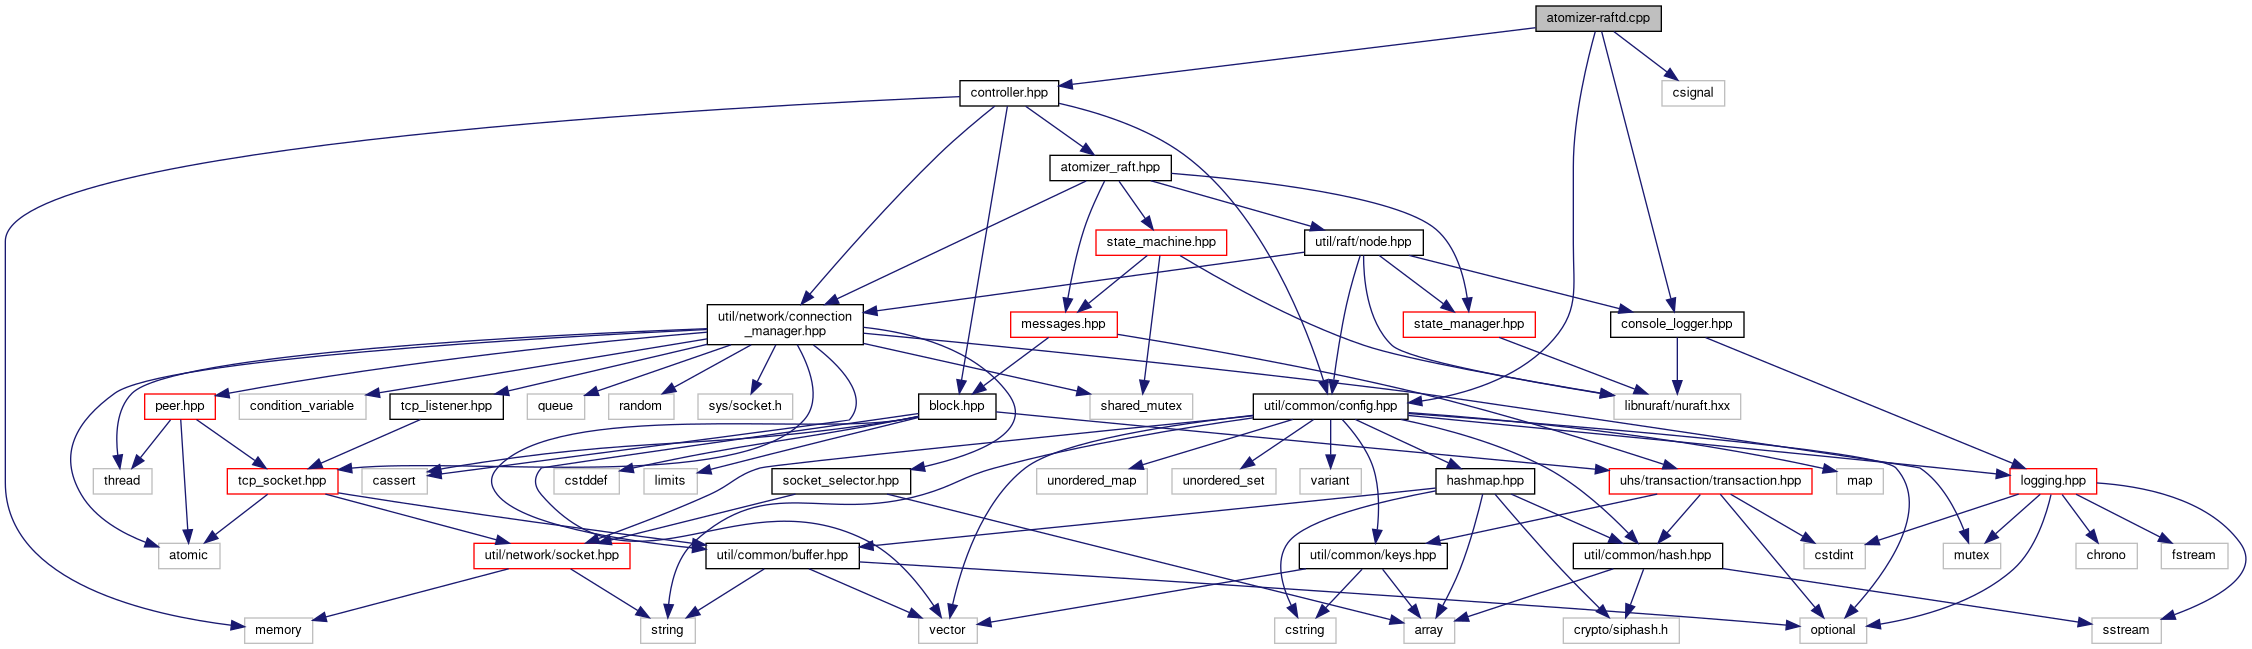 atomizer-raftd.cpp
controller.hpp
csignal
atomizer_raft.hpp
state_machine.hpp
util/raft/node.hpp
util/network/connection
_manager.hpp
messages.hpp
state_manager.hpp
console_logger.hpp
peer.hpp
condition_variable
tcp_listener.hpp
queue
random
sys/socket.h
block.hpp
shared_mutex
util/common/config.hpp
libnuraft/nuraft.hxx
thread
tcp_socket.hpp
cassert
cstddef
limits
socket_selector.hpp
unordered_map
unordered_set
variant
hashmap.hpp
uhs/transaction/transaction.hpp
map
logging.hpp
atomic
util/network/socket.hpp
util/common/buffer.hpp
util/common/keys.hpp
util/common/hash.hpp
cstdint
mutex
chrono
fstream
memory
string
vector
cstring
array
crypto/siphash.h
optional
sstream